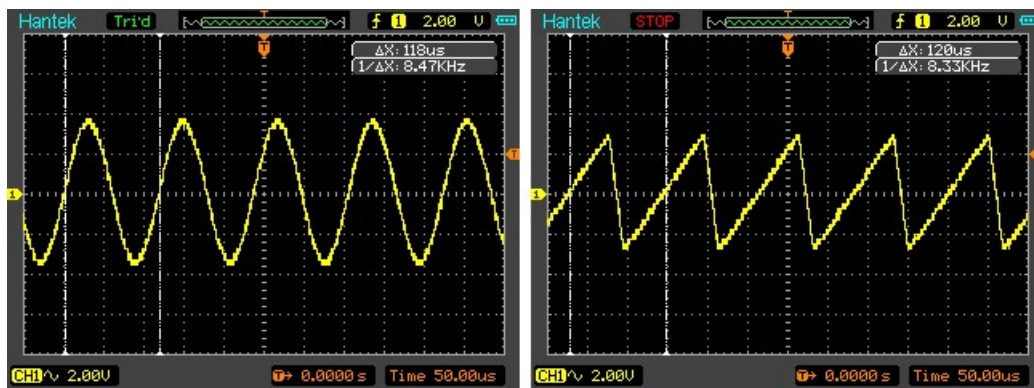 Hantek Tri'd T f 1 2.00 V
T
ΔX: 118us
1/ΔX: 8.47KHz
T
1
CH1 ∿ 2.00V T→ 0.0000s Time 50.00us
Hantek STOP T f 1 2.00 V
T
ΔX: 120us
1/ΔX: 8.33KHz
1
CH1 ∿ 2.00V T→ 0.0000s Time 50.00us